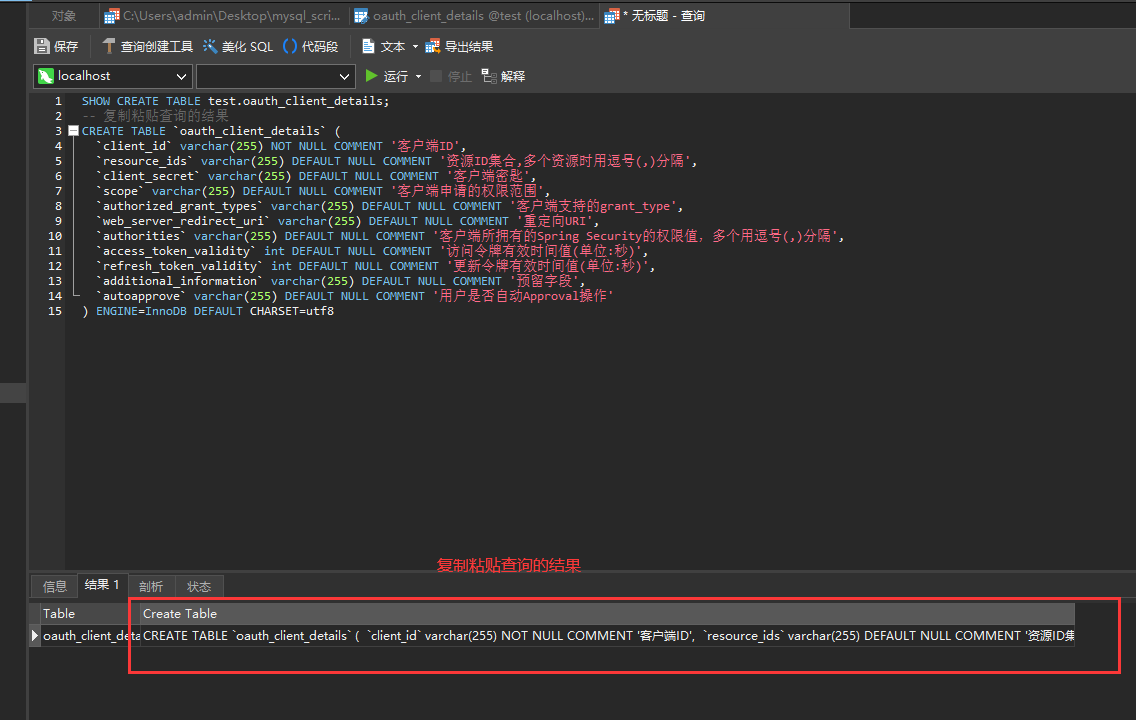 对象 C:\Users\admin\Desktop\mysql_scri... oauth_client_details @test (localhost)... * 无标题 - 查询
保存 查询创建工具 美化 SQL () 代码段 文本 导出结果
localhost 运行 停止 解释
1 SHOW CREATE TABLE test.oauth_client_details;
2 -- 复制粘贴查询的结果
3 CREATE TABLE `oauth_client_details` (
4 `client_id` varchar(255) NOT NULL COMMENT '客户端ID',
5 `resource_ids` varchar(255) DEFAULT NULL COMMENT '资源ID集合,多个资源时用逗号(,)分隔',
6 `client_secret` varchar(255) DEFAULT NULL COMMENT '客户端密匙',
7 `scope` varchar(255) DEFAULT NULL COMMENT '客户端申请的权限范围',
8 `authorized_grant_types` varchar(255) DEFAULT NULL COMMENT '客户端支持的grant_type',
9 `web_server_redirect_uri` varchar(255) DEFAULT NULL COMMENT '重定向URI',
10 `authorities` varchar(255) DEFAULT NULL COMMENT '客户端所拥有的Spring Security的权限值，多个用逗号(,)分隔',
11 `access_token_validity` int DEFAULT NULL COMMENT '访问令牌有效时间值(单位:秒)',
12 `refresh_token_validity` int DEFAULT NULL COMMENT '更新令牌有效时间值(单位:秒)',
13 `additional_information` varchar(255) DEFAULT NULL COMMENT '预留字段',
14 `autoapprove` varchar(255) DEFAULT NULL COMMENT '用户是否自动Approval操作'
15 ) ENGINE=InnoDB DEFAULT CHARSET=utf8
复制粘贴查询的结果
信息 结果 1 剖析 状态
Table Create Table
oauth_client_deta CREATE TABLE `oauth_client_details` ( `client_id` varchar(255) NOT NULL COMMENT '客户端ID', `resource_ids` varchar(255) DEFAULT NULL COMMENT '资源ID集